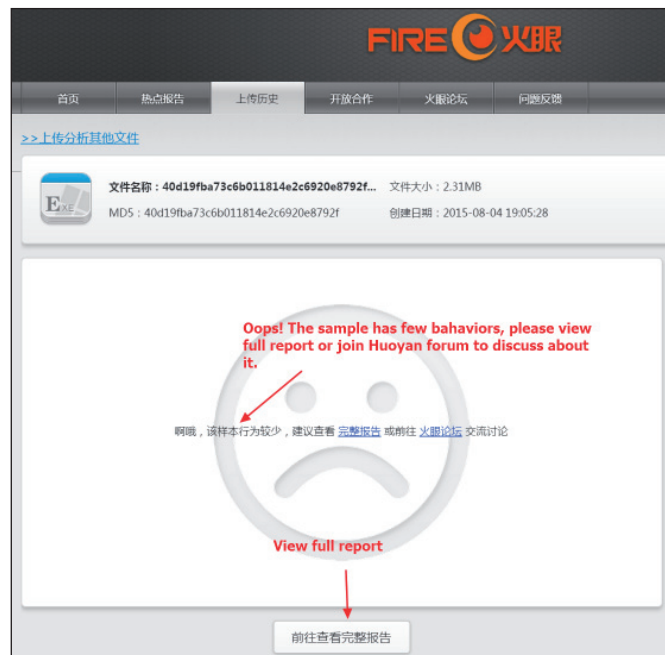 FIRE 火眼
首页 热点报告 上传历史 开放合作 火眼论坛 问题反馈
>>上传分析其他文件
EXE
文件名称：40d19fba73c6b011814e2c6920e8792f... 文件大小：2.31MB
MD5：40d19fba73c6b011814e2c6920e8792f 创建日期：2015-08-04 19:05:28
Oops! The sample has few bahaviors, please view
full report or join Huoyan forum to discuss about
it.
啊哦，该样本行为较少，建议查看 完整报告 或前往 火眼论坛 交流讨论
View full report
前往查看完整报告